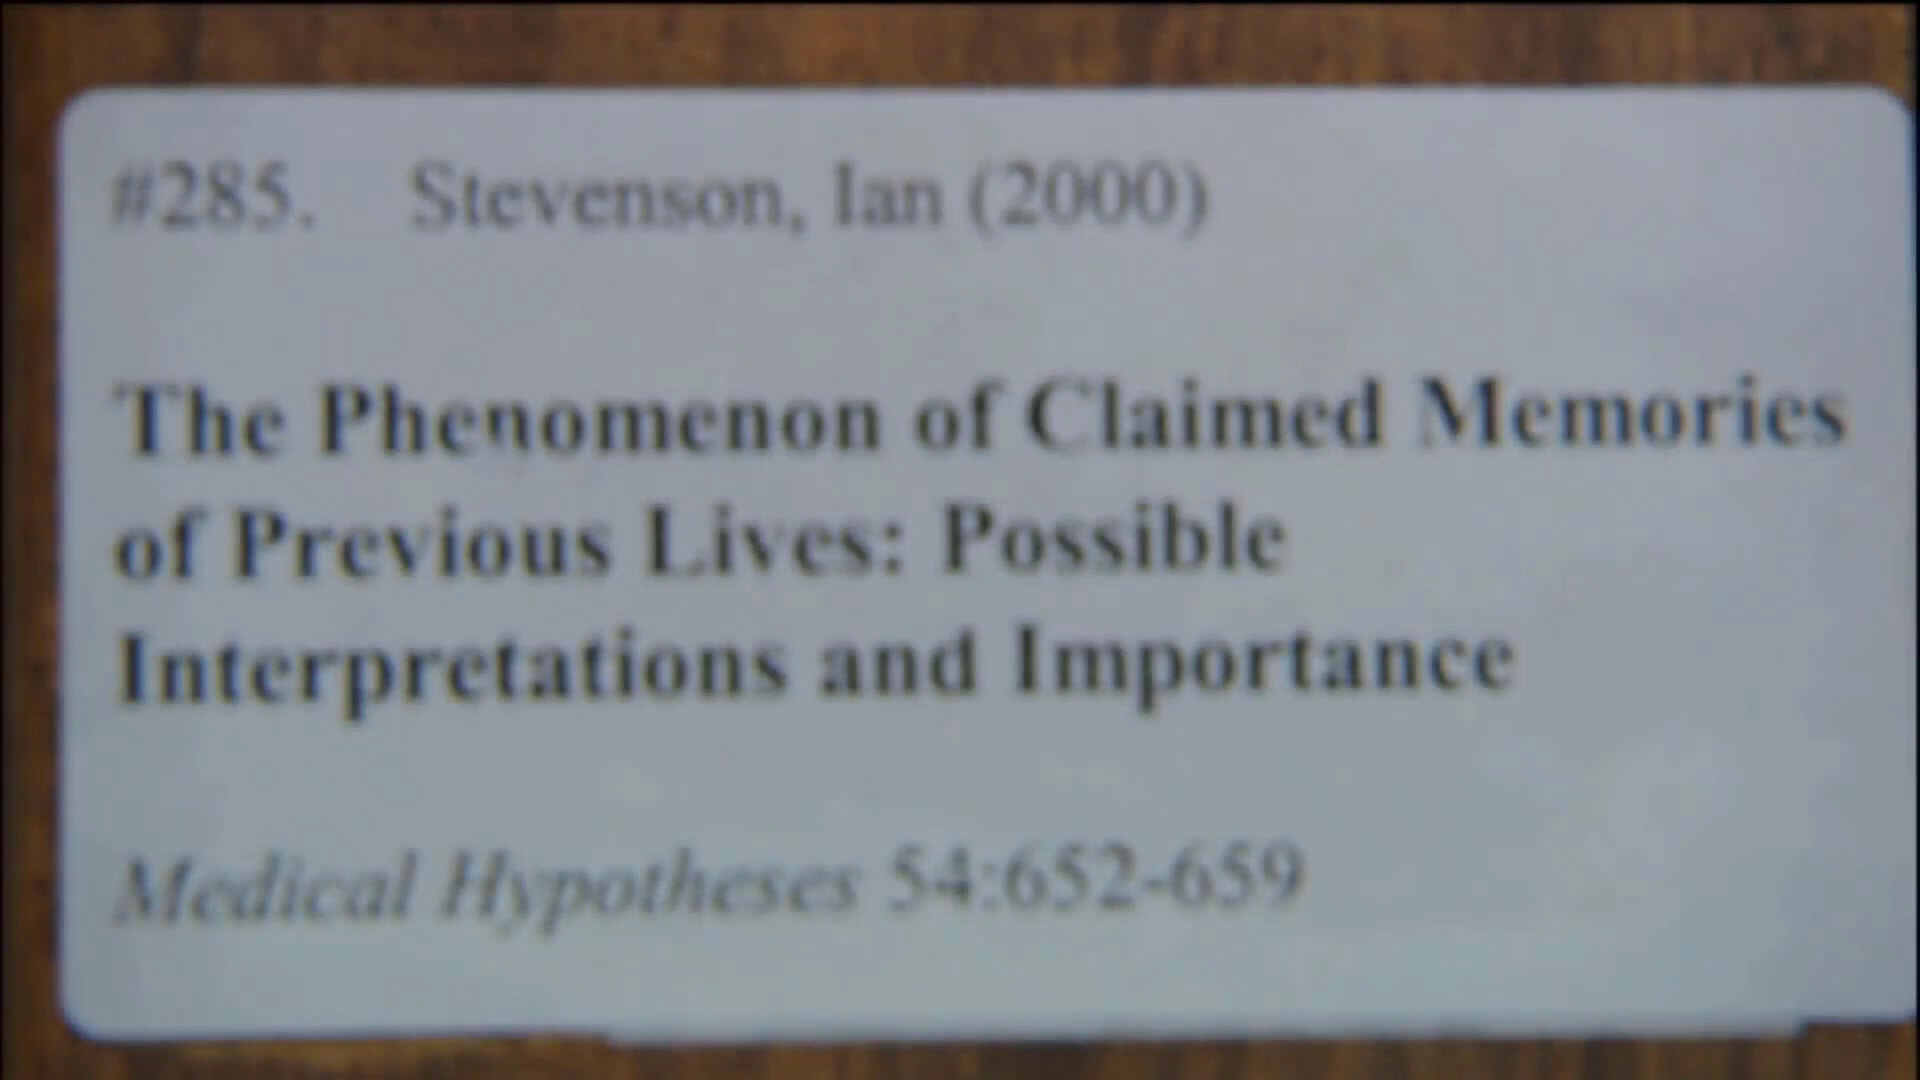 #285. Stevenson, Ian (2000)
The Phenomenon of Claimed Memories
of Previous Lives: Possible
Interpretations and Importance
Medical Hypotheses 54:652-659